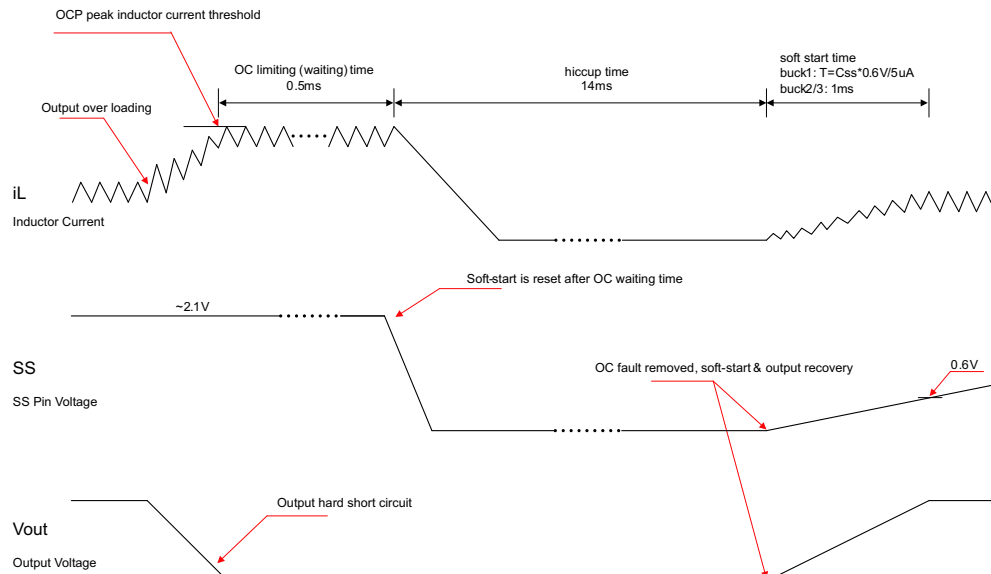 OCP peak inductor current threshold
OC limiting (waiting) time
0.5ms
hiccup time
14ms
soft start time
buck1: T=Css*0.6V/5uA
buck2/3: 1ms
Output over loading
iL
Inductor Current
Soft-start is reset after OC waiting time
~2.1V
SS
SS Pin Voltage
OC fault removed, soft-start & output recovery
0.6V
Output hard short circuit
Vout
Output Voltage